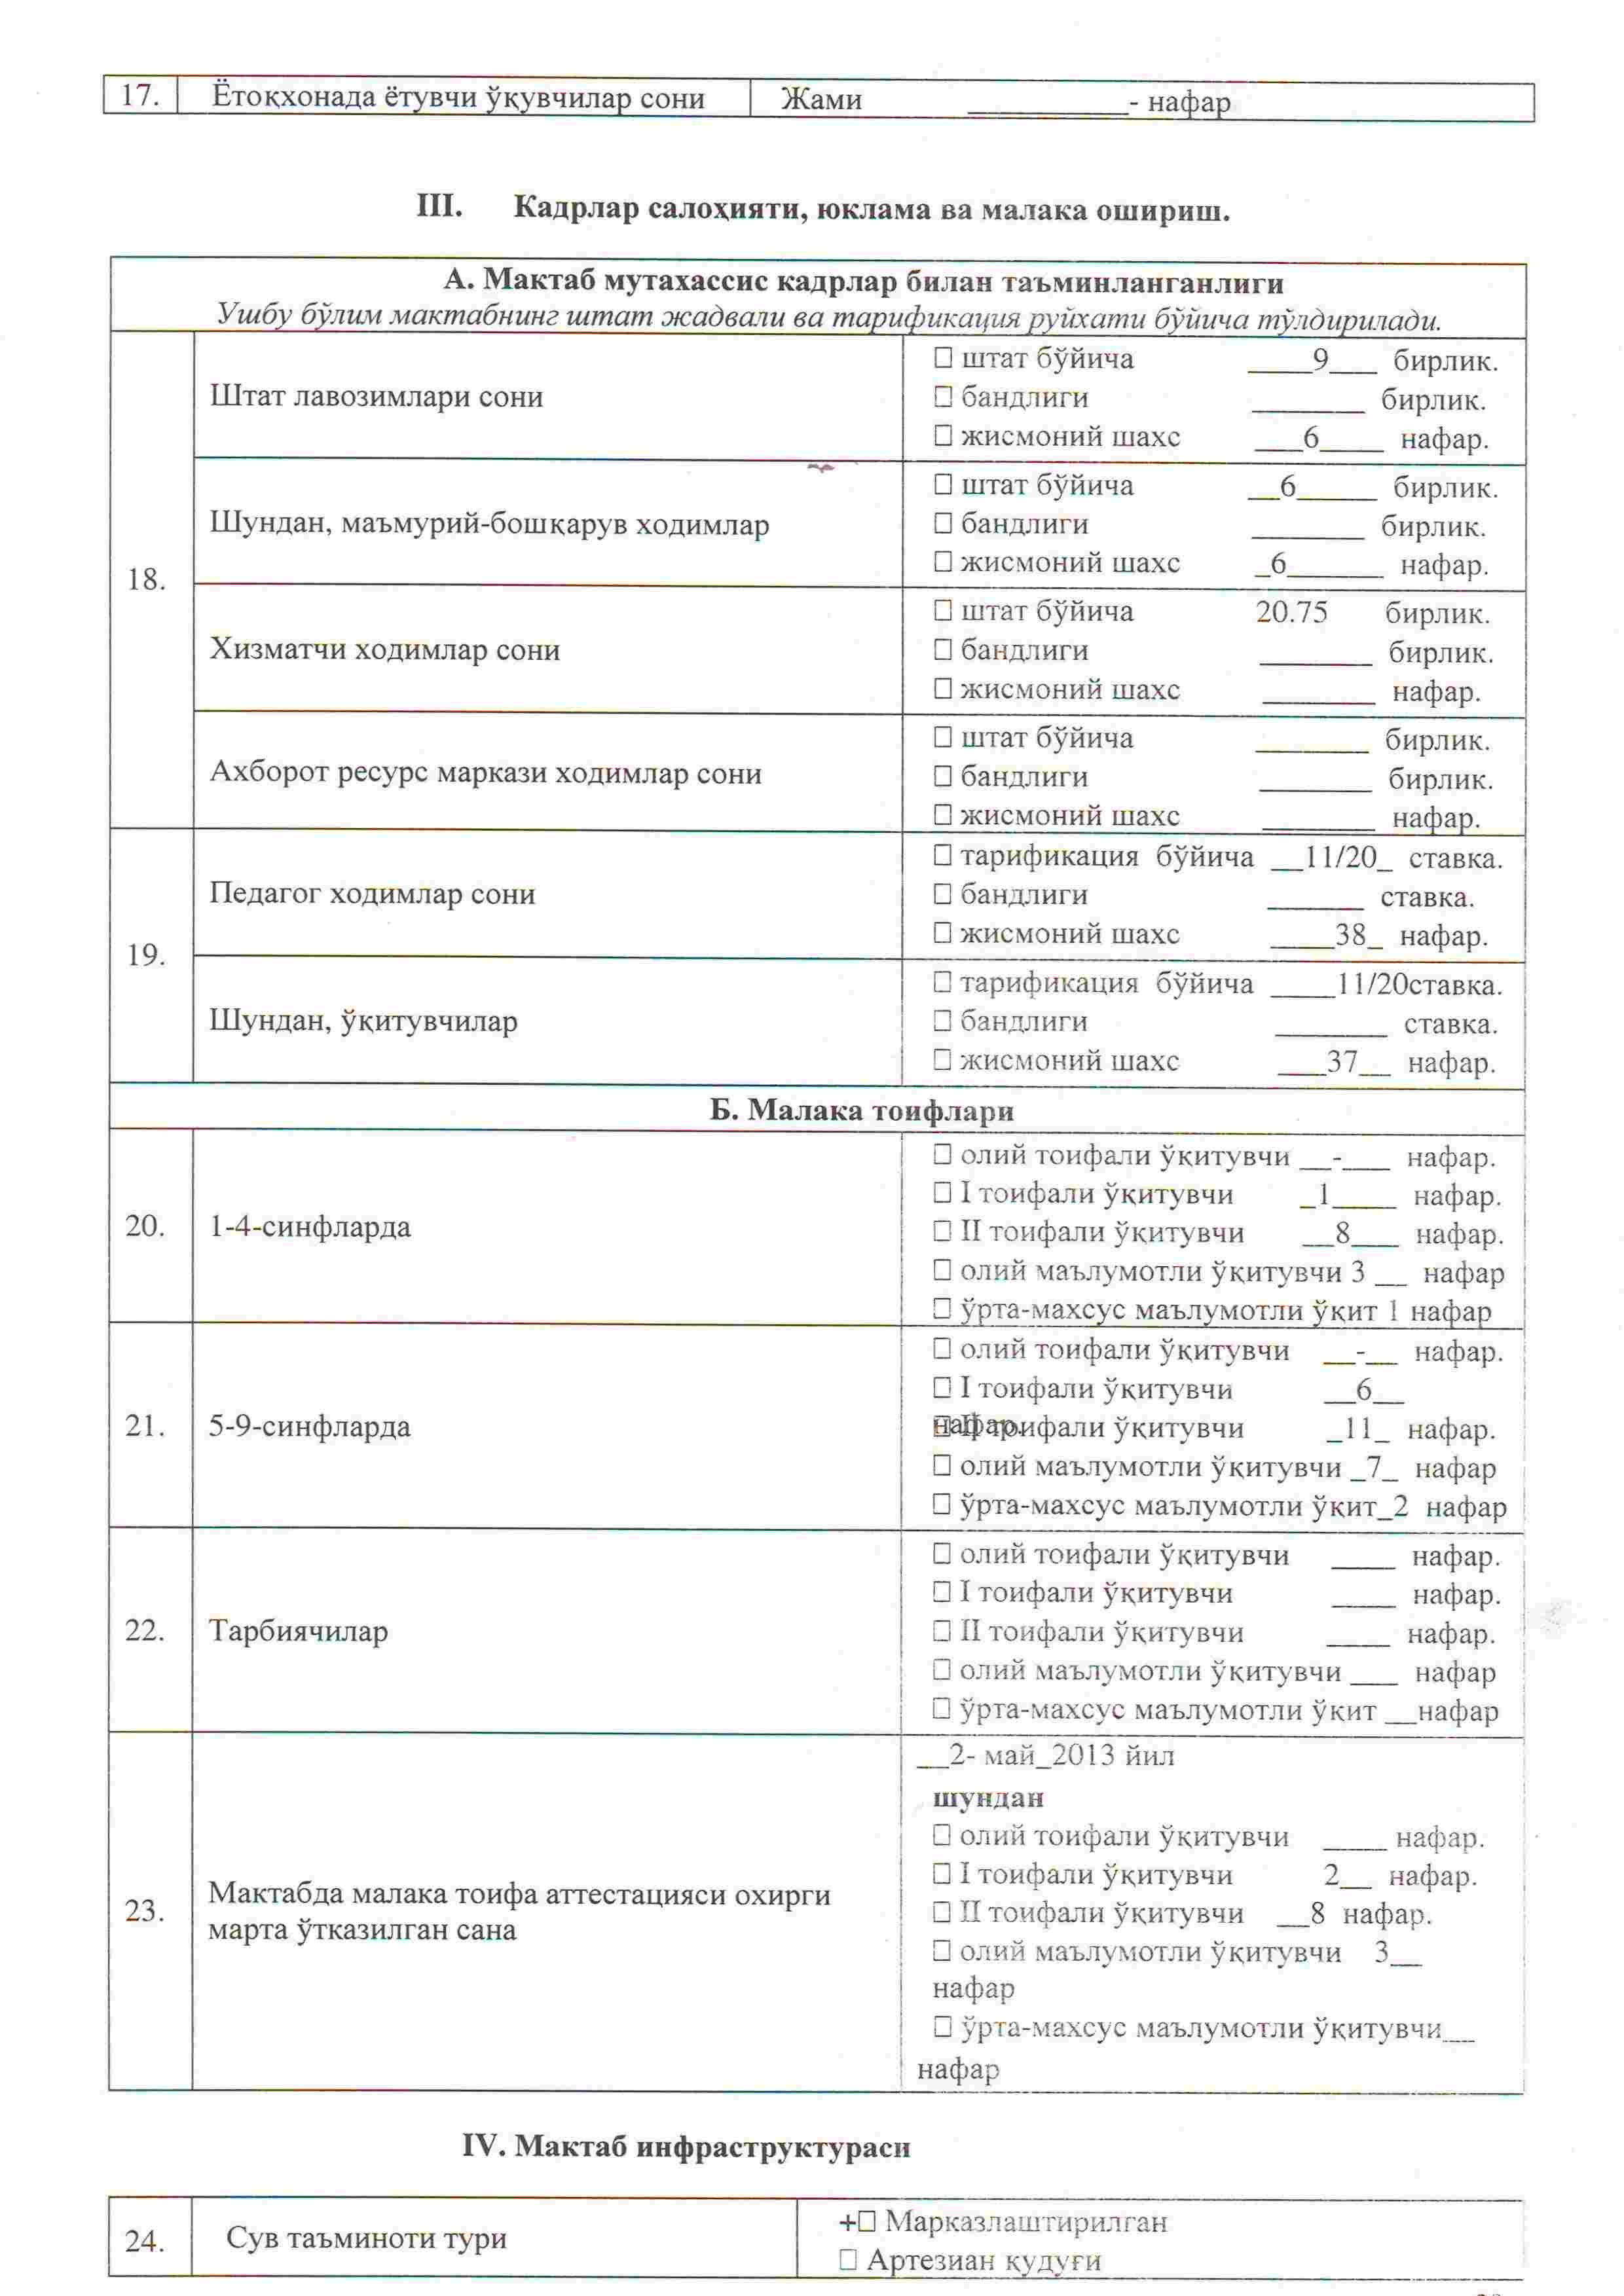 17. Ётоқхонада ётувчи ўқувчилар сони Жами __________- нафар
III. Кадрлар салоҳияти, юклама ва малака ошириш.
А. Мактаб мутахассис кадрлар билан таъминланганлиги
Ушбу бўлим мактабнинг штат жадвали ва тарификация руйхати бўйича тўлдирилади.
18.
Штат лавозимлари сони
□ штат бўйича ____9___ бирлик.
□ бандлиги _______ бирлик.
□ жисмоний шахс ___6____ нафар.
Шундан, маъмурий-бошқарув ходимлар
□ штат бўйича __6_____ бирлик.
□ бандлиги _______ бирлик.
□ жисмоний шахс _6______ нафар.
Хизматчи ходимлар сони
□ штат бўйича 20.75 бирлик.
□ бандлиги _______ бирлик.
□ жисмоний шахс _______ нафар.
Ахборот ресурс маркази ходимлар сони
□ штат бўйича _______ бирлик.
□ бандлиги _______ бирлик.
□ жисмоний шахс _______ нафар.
19.
Педагог ходимлар сони
□ тарификация бўйича __11/20_ ставка.
□ бандлиги ______ ставка.
□ жисмоний шахс ____38_ нафар.
Шундан, ўқитувчилар
□ тарификация бўйича ____11/20ставка.
□ бандлиги _______ ставка.
□ жисмоний шахс ___37__ нафар.
Б. Малака тоифлари
20. 1-4-синфларда
□ олий тоифали ўқитувчи __-___ нафар.
□ I тоифали ўқитувчи _1____ нафар.
□ II тоифали ўқитувчи __8___ нафар.
□ олий маълумотли ўқитувчи 3 __ нафар
□ ўрта-махсус маълумотли ўқит 1 нафар
21. 5-9-синфларда
□ олий тоифали ўқитувчи __-__ нафар.
□ I тоифали ўқитувчи __6__
нафар.
□ II тоифали ўқитувчи _11_ нафар.
□ олий маълумотли ўқитувчи _7_ нафар
□ ўрта-махсус маълумотли ўқит_2 нафар
22. Тарбиячилар
□ олий тоифали ўқитувчи ____ нафар.
□ I тоифали ўқитувчи ____ нафар.
□ II тоифали ўқитувчи ____ нафар.
□ олий маълумотли ўқитувчи ___ нафар
□ ўрта-махсус маълумотли ўқит __нафар
23.
Мактабда малака тоифа аттестацияси охирги
марта ўтказилган сана
__2- май_2013 йил
шундан
□ олий тоифали ўқитувчи ____ нафар.
□ I тоифали ўқитувчи 2__ нафар.
□ II тоифали ўқитувчи __8 нафар.
□ олий маълумотли ўқитувчи 3__
нафар
□ ўрта-махсус маълумотли ўқитувчи__
нафар
IV. Мактаб инфраструктураси
24. Сув таъминоти тури
+□ Марказлаштирилган
□ Артезиан қудуғи